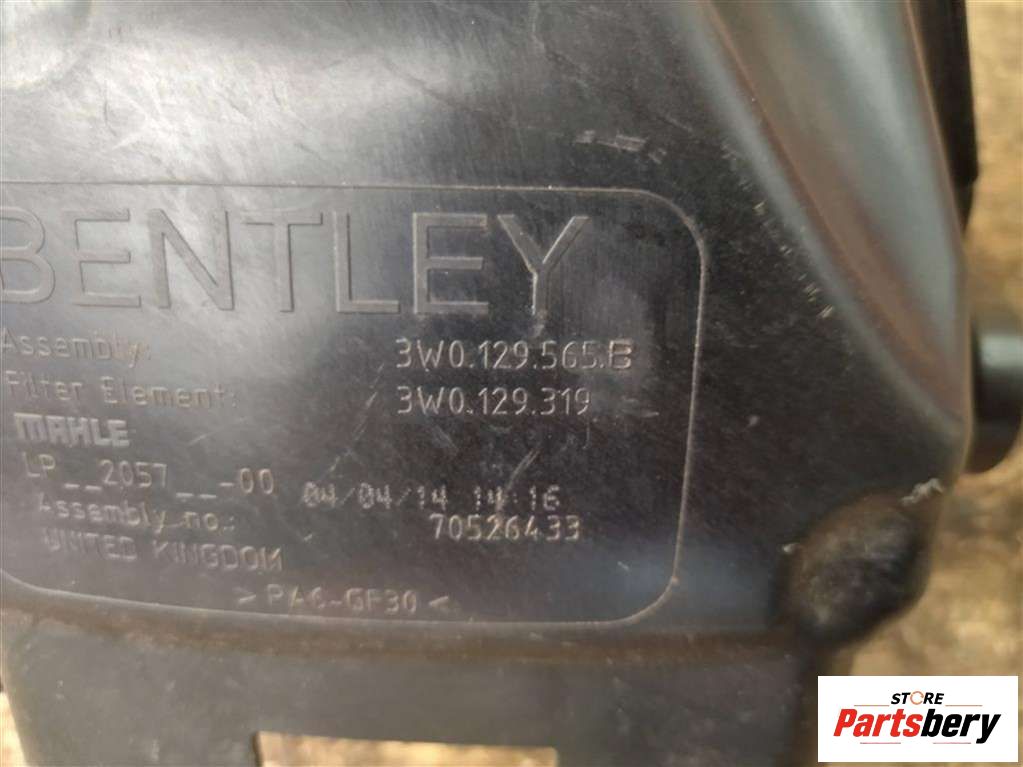 BENTLEY
Assembly: 3W0.129.565.B
Filter Element: 3W0.129.319
MAHLE
LP__2057__-00 04/04/14 14:16
Assembly no.: 70526433
UNITED KINGDOM
>PA6-GF30<
STORE
Partsbery